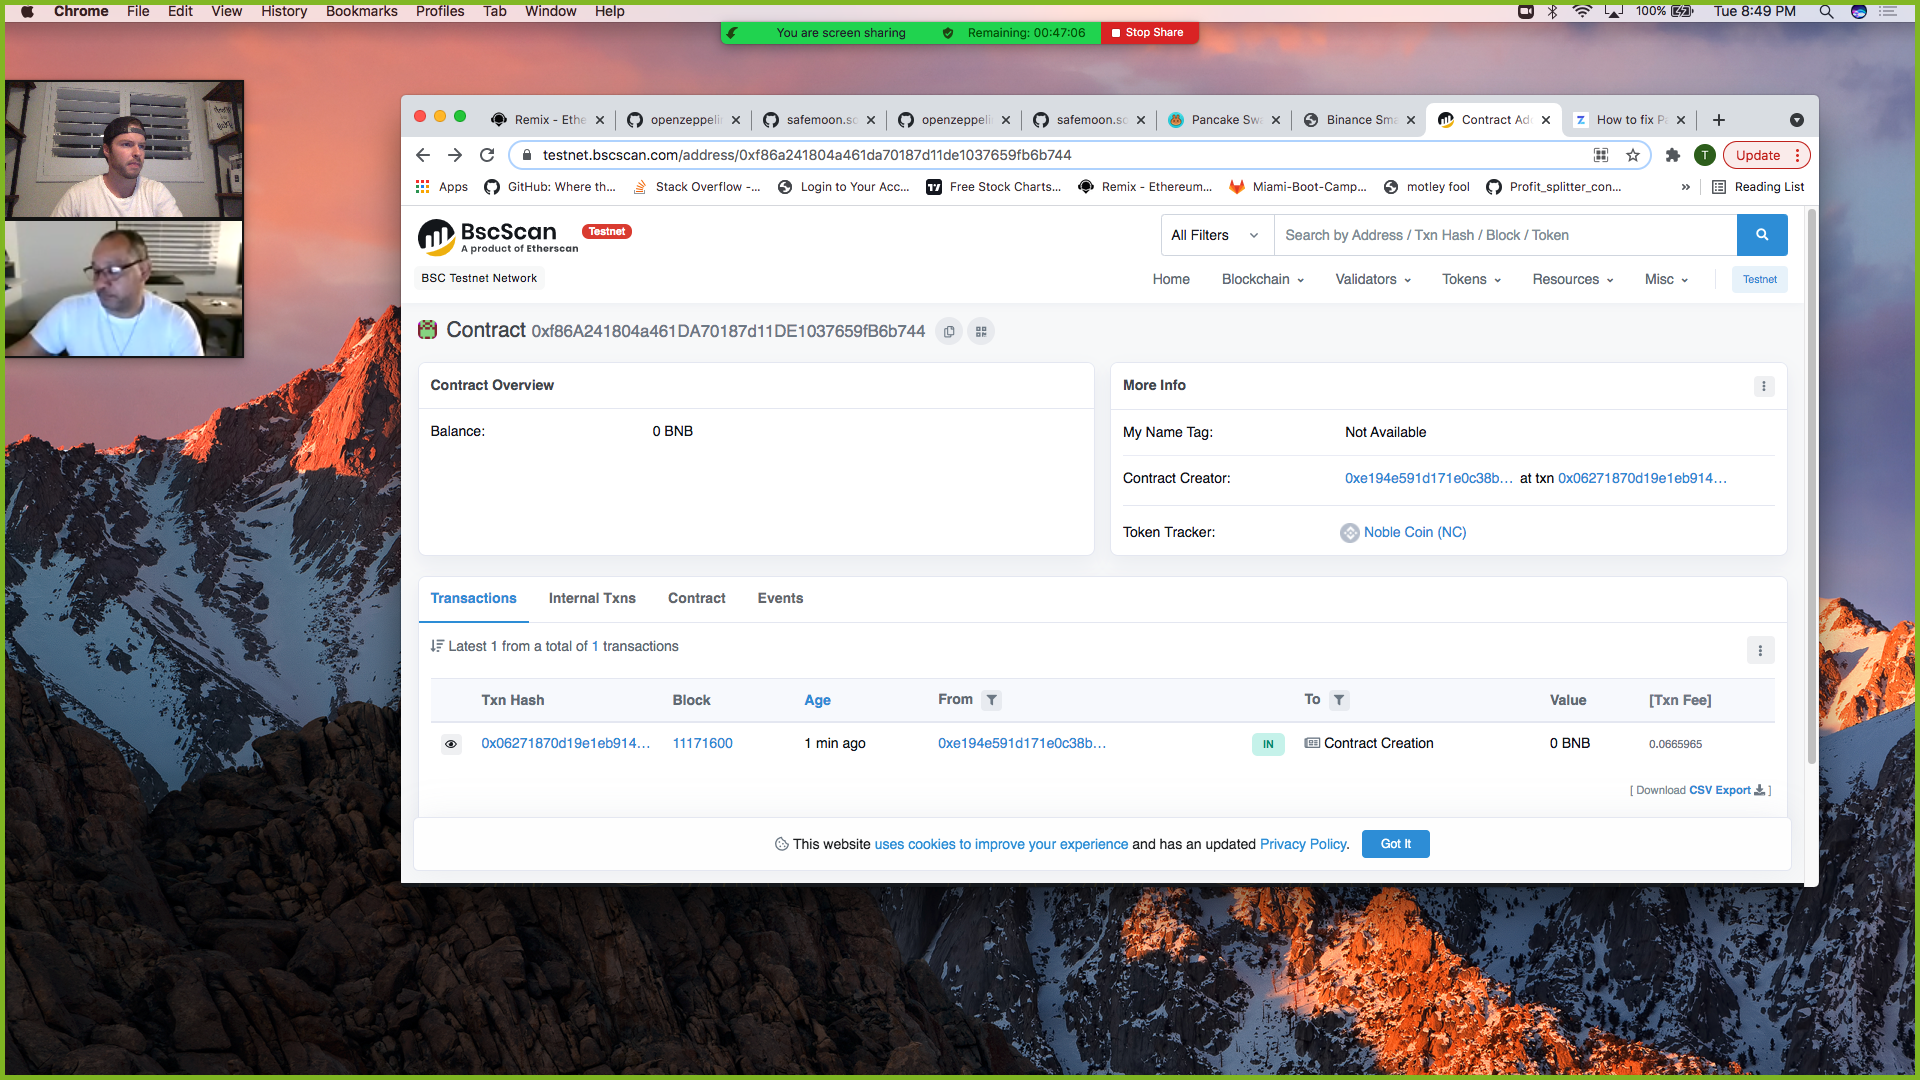 Chrome File Edit View History Bookmarks Profiles Tab Window Help 100% Tue 8:49 PM
You are screen sharing Remaining: 00:47:06 Stop Share
Remix - Ethe openzeppelin safemoon.so openzeppelin safemoon.so Pancake Swa Binance Sma Contract Add How to fix P
testnet.bscscan.com/address/0xf86a241804a461da70187d11de1037659fb6b744 T Update
Apps GitHub: Where th... Stack Overflow -... Login to Your Acc... Free Stock Charts... Remix - Ethereum... Miami-Boot-Camp... motley fool Profit_splitter_con... » Reading List
BscScan Testnet
A product of Etherscan
All Filters Search by Address / Txn Hash / Block / Token
BSC Testnet Network
Home Blockchain Validators Tokens Resources Misc Testnet
Contract 0xf86A241804a461DA70187d11DE1037659fB6b744
Contract Overview
Balance: 0 BNB
More Info
My Name Tag: Not Available
Contract Creator: 0xe194e591d171e0c38b... at txn 0x06271870d19e1eb914...
Token Tracker: Noble Coin (NC)
Transactions Internal Txns Contract Events
Latest 1 from a total of 1 transactions
Txn Hash Block Age From To Value [Txn Fee]
0x06271870d19e1eb914... 11171600 1 min ago 0xe194e591d171e0c38b... IN Contract Creation 0 BNB 0.0665965
[ Download CSV Export ]
This website uses cookies to improve your experience and has an updated Privacy Policy. Got It